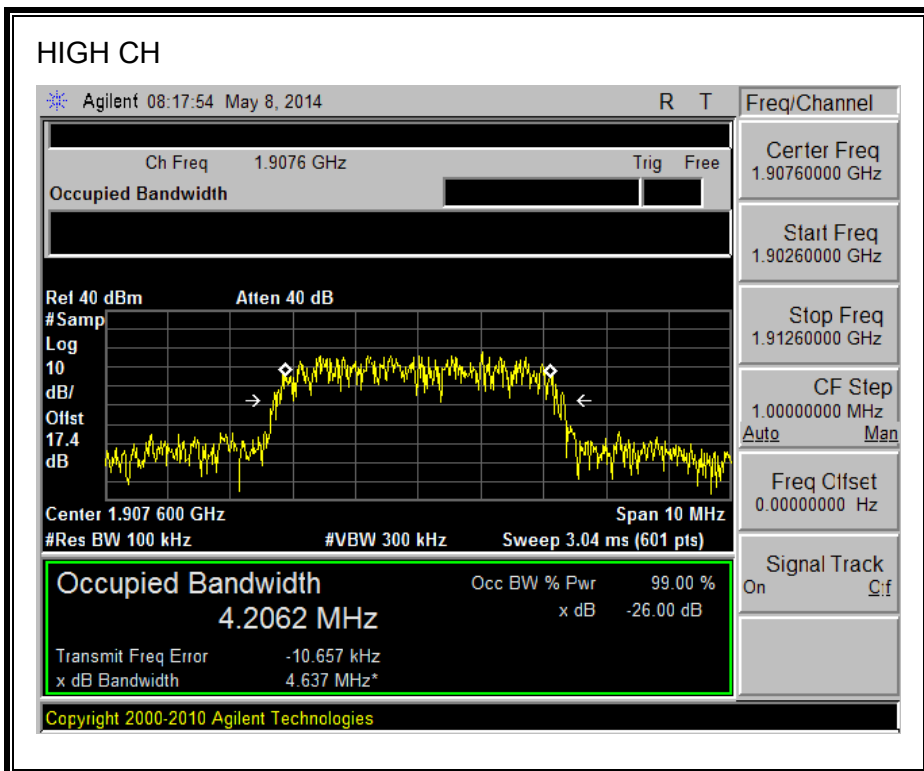 HIGH CH
Agilent 08:17:54 May 8, 2014 R T
Freq/Channel
Ch Freq 1.9076 GHz Trig Free
Occupied Bandwidth
Center Freq
1.90760000 GHz
Start Freq
1.90260000 GHz
Stop Freq
1.91260000 GHz
CF Step
1.00000000 MHz
Auto Man
Freq Offset
0.00000000 Hz
Signal Track
On Off
Ref 40 dBm Atten 40 dB
#Samp
Log
10
dB/
Offst
17.4
dB
Center 1.907 600 GHz Span 10 MHz
#Res BW 100 kHz #VBW 300 kHz Sweep 3.04 ms (601 pts)
Occupied Bandwidth Occ BW % Pwr 99.00 %
4.2062 MHz x dB -26.00 dB
Transmit Freq Error -10.657 kHz
x dB Bandwidth 4.637 MHz*
Copyright 2000-2010 Agilent Technologies